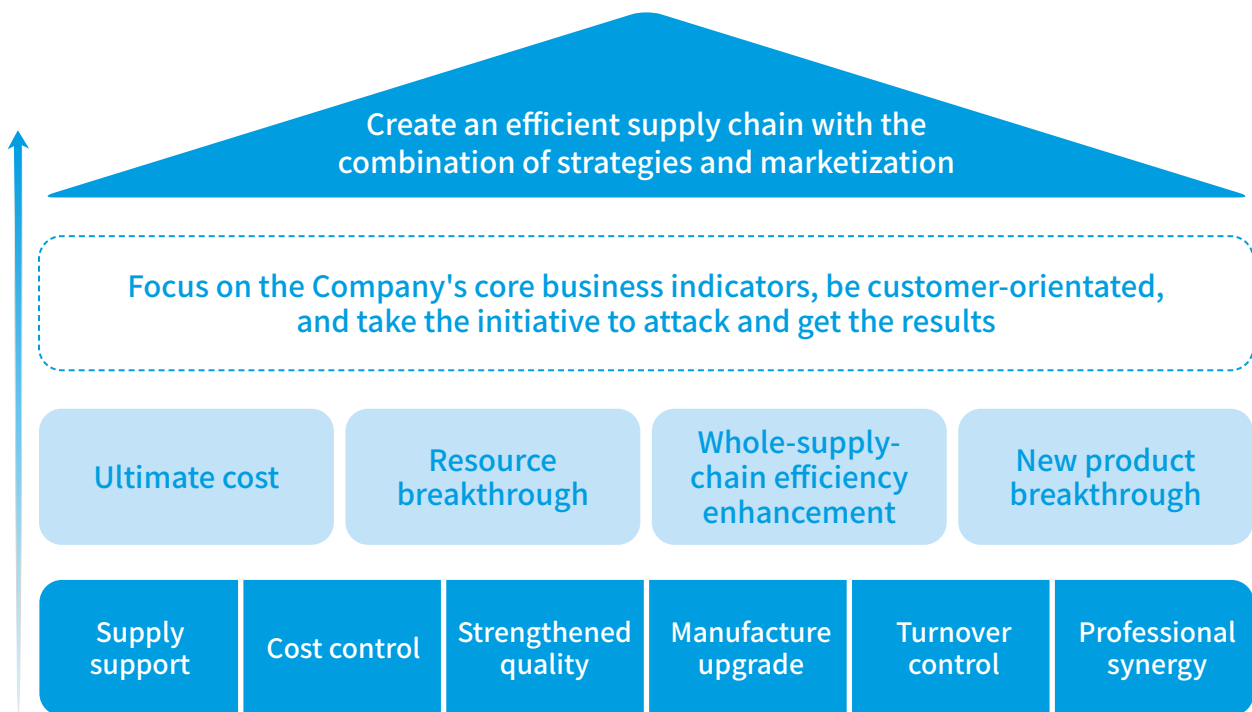 Create an efficient supply chain with the
combination of strategies and marketization
Focus on the Company's core business indicators, be customer-orientated,
and take the initiative to attack and get the results
Ultimate cost
Resource
breakthrough
Whole-supply-
chain efficiency
enhancement
New product
breakthrough
Supply
support
Cost control
Strengthened
quality
Manufacture
upgrade
Turnover
control
Professional
synergy